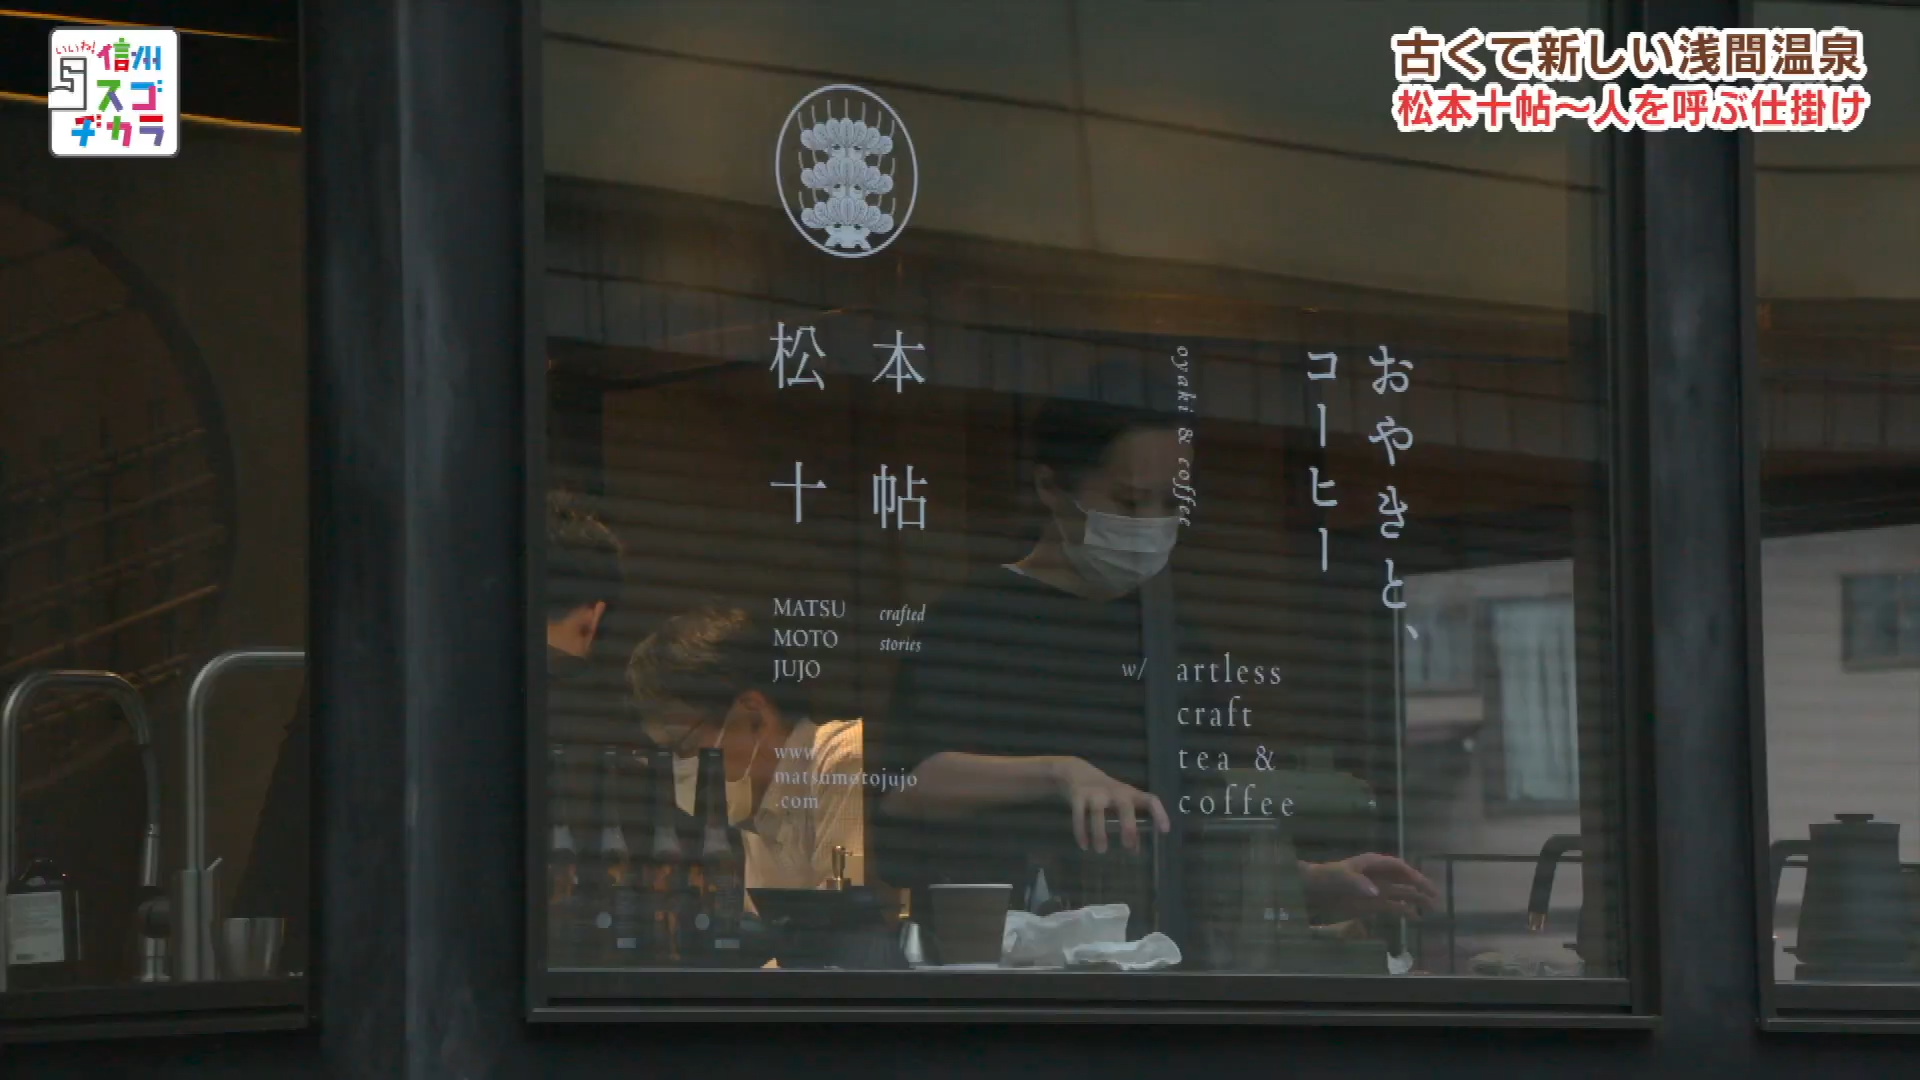 いいね!
信州
スゴ
ヂカラ
古くて新しい浅間温泉
松本十帖～人を呼ぶ仕掛け
松本
十帖
MATSU
MOTO
JUJO
crafted
stories
www
matsumotojujo
.com
おやきと、
コーヒー
oyaki & coffee
w/ artless
craft
tea &
coffee